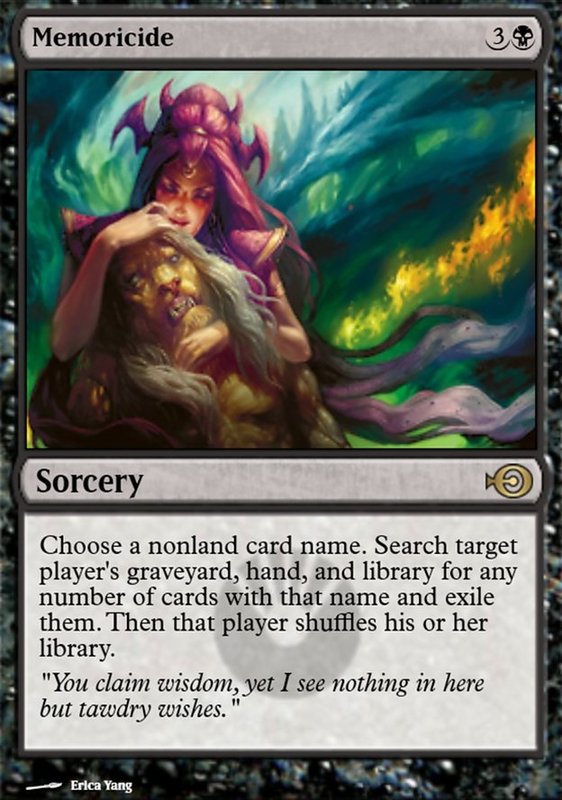 Memoricide 3
Sorcery
Choose a nonland card name. Search target
player's graveyard, hand, and library for any
number of cards with that name and exile
them. Then that player shuffles his or her
library.
"You claim wisdom, yet I see nothing in here
but tawdry wishes."
Erica Yang